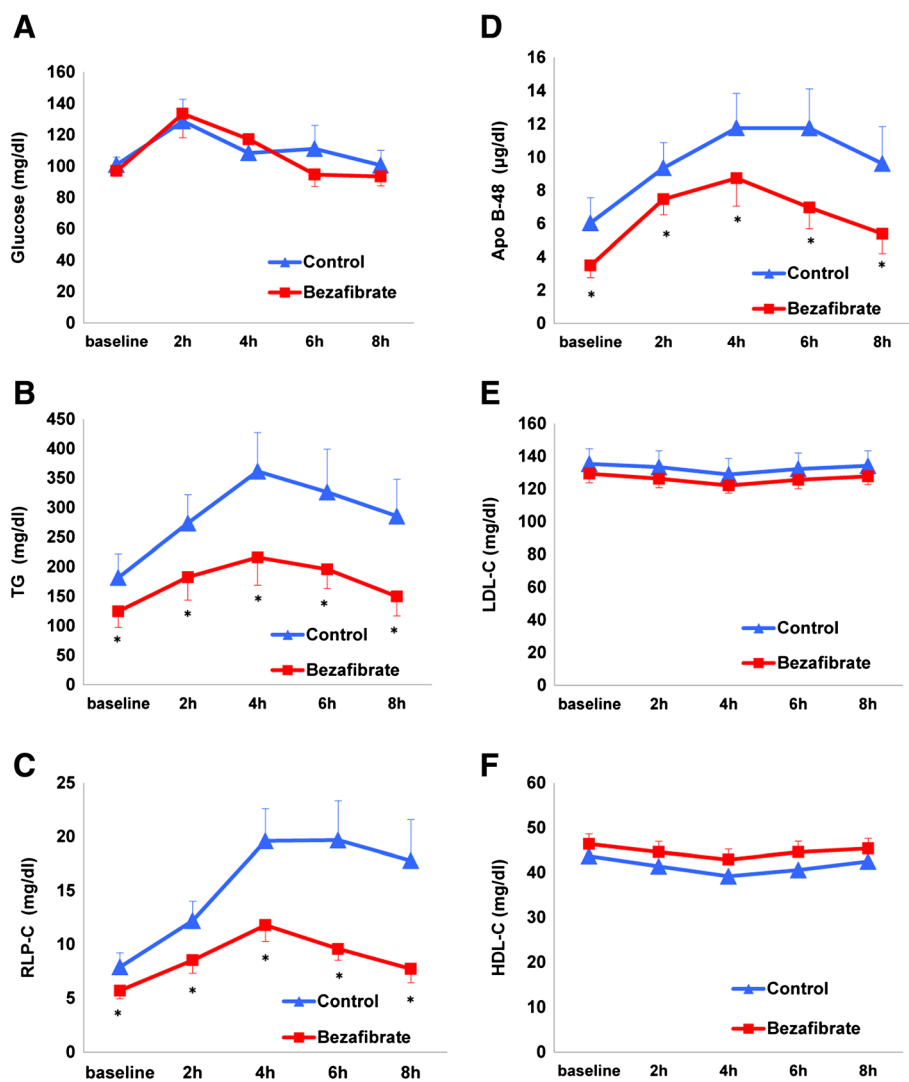 A
Glucose (mg/dl)
160
140
120
100
80
60
40
20
0
Control
Bezafibrate
baseline 2h 4h 6h 8h
B
TG (mg/dl)
450
400
350
300
250
200
150
100
50
0
* * * * *
Control
Bezafibrate
baseline 2h 4h 6h 8h
C
RLP-C (mg/dl)
25
20
15
10
5
0
* * * * *
Control
Bezafibrate
baseline 2h 4h 6h 8h
D
Apo B-48 (μg/dl)
16
14
12
10
8
6
4
2
0
* * * * *
Control
Bezafibrate
baseline 2h 4h 6h 8h
E
LDL-C (mg/dl)
160
140
120
100
80
60
40
20
0
Control
Bezafibrate
baseline 2h 4h 6h 8h
F
HDL-C (mg/dl)
60
50
40
30
20
10
0
Control
Bezafibrate
baseline 2h 4h 6h 8h